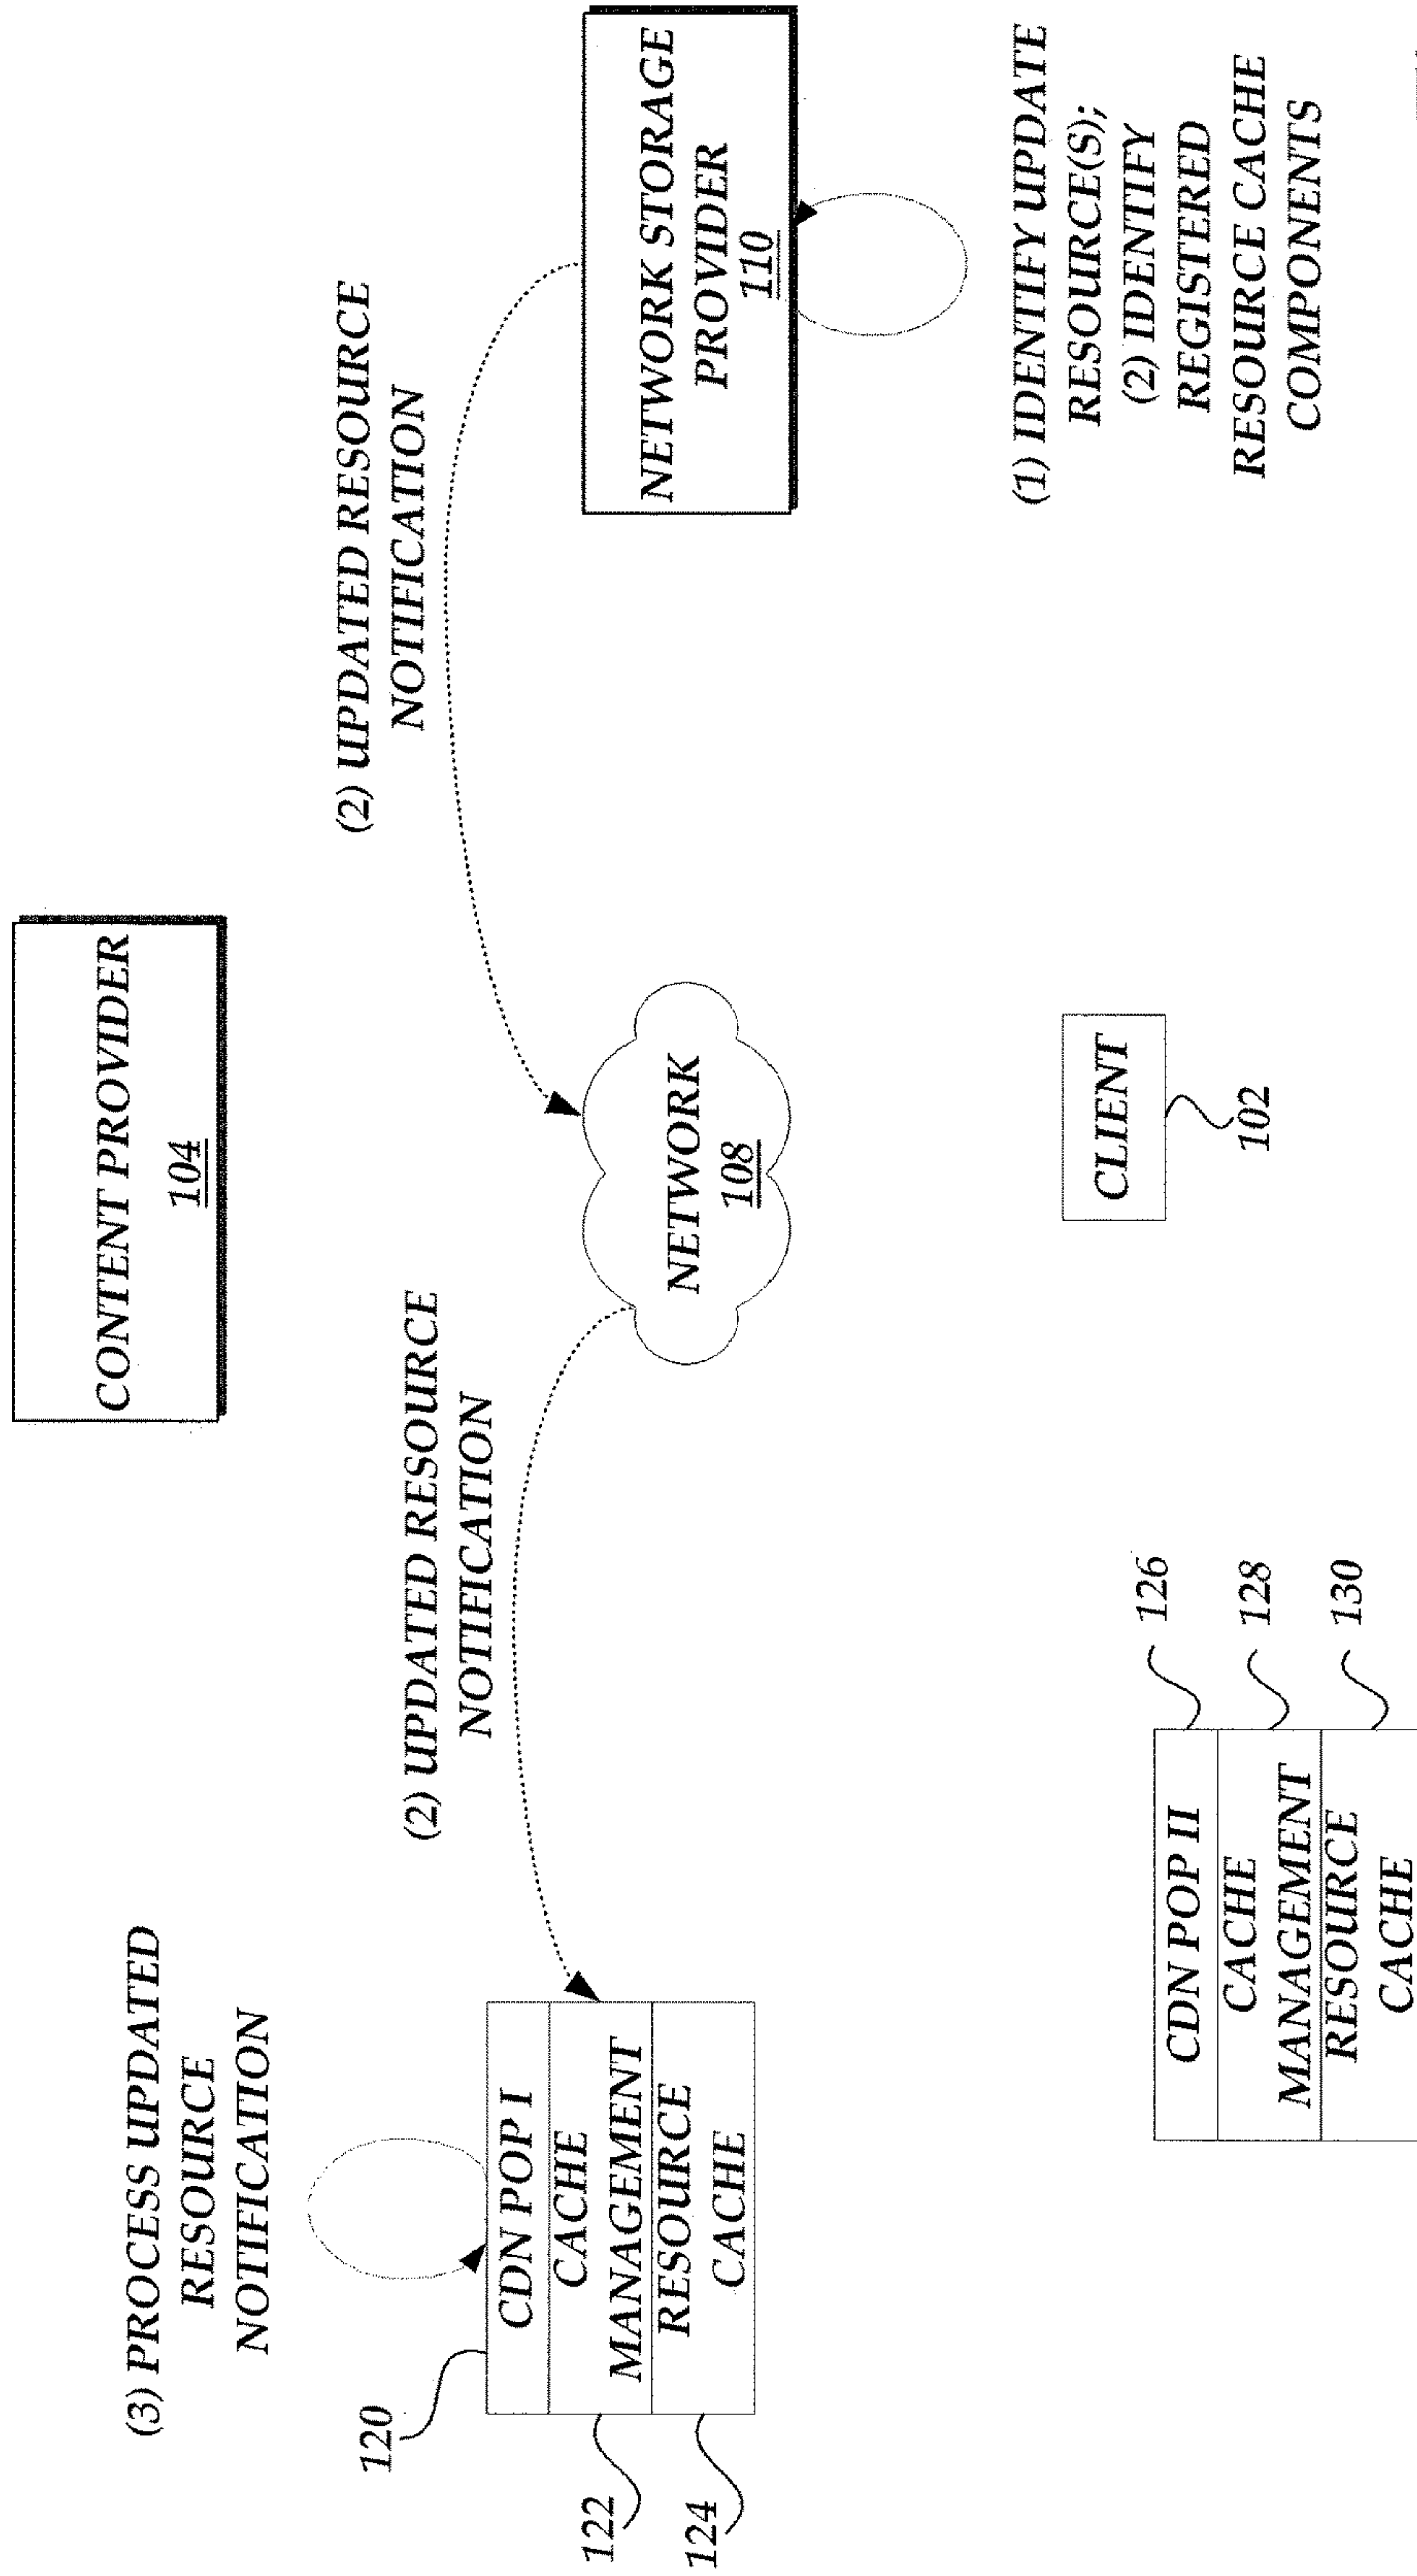 (3) PROCESS UPDATED
RESOURCE
NOTIFICATION
120
CDN POP I
CACHE
MANAGEMENT
RESOURCE
CACHE
122
124
(2) UPDATED RESOURCE
NOTIFICATION
CONTENT PROVIDER
104
NETWORK
108
(2) UPDATED RESOURCE
NOTIFICATION
NETWORK STORAGE
PROVIDER
110
(1) IDENTIFY UPDATE
RESOURCE(S);
(2) IDENTIFY
REGISTERED
RESOURCE CACHE
COMPONENTS
CLIENT
102
CDN POP II
CACHE
MANAGEMENT
RESOURCE
CACHE
126
128
130